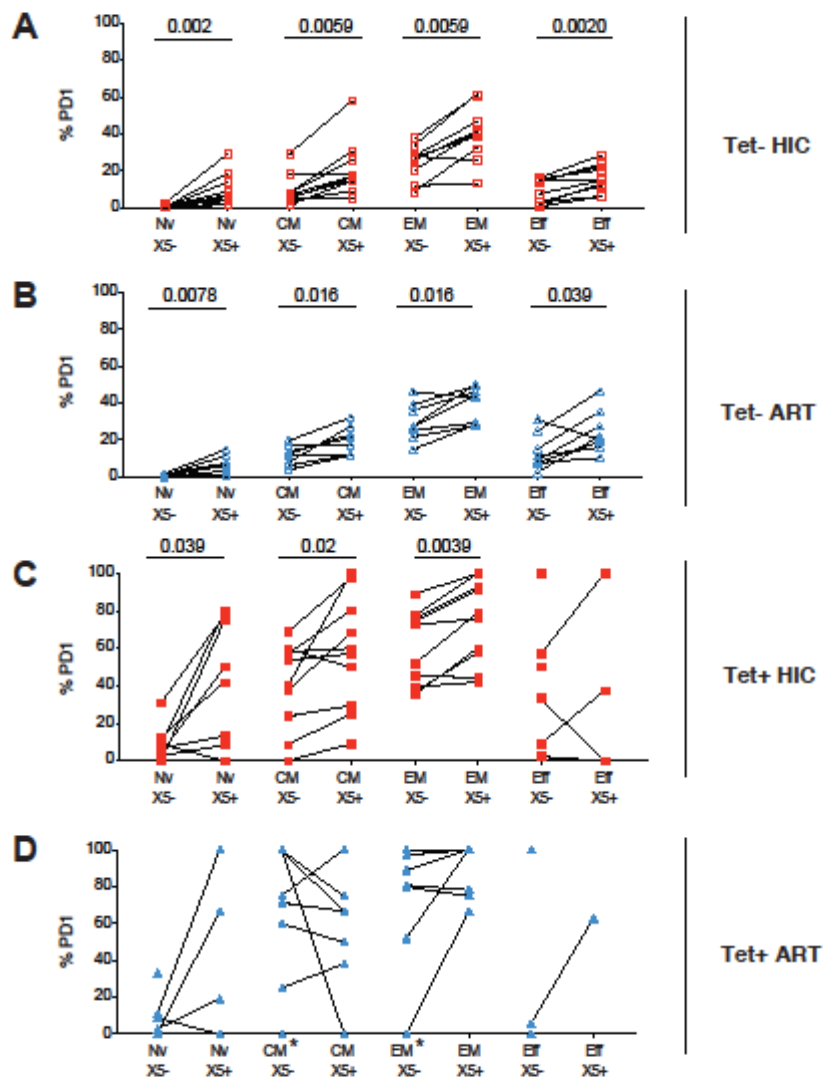 A
0.002 0.0059 0.0059 0.0020
100
80
60
40
20
0
% PD1
Nv Nv CM CM EM EM Eff Eff
X5- X5+ X5- X5+ X5- X5+ X5- X5+
Tet- HIC
B
0.0078 0.016 0.016 0.039
100
80
60
40
20
0
% PD1
Nv Nv CM CM EM EM Eff Eff
X5- X5+ X5- X5+ X5- X5+ X5- X5+
Tet- ART
C
0.039 0.02 0.0039
100
80
60
40
20
0
% PD1
Nv Nv CM CM EM EM Eff Eff
X5- X5+ X5- X5+ X5- X5+ X5- X5+
Tet+ HIC
D
100
80
60
40
20
0
% PD1
Nv Nv CM* CM EM* EM Eff Eff
X5- X5+ X5- X5+ X5- X5+ X5- X5+
Tet+ ART